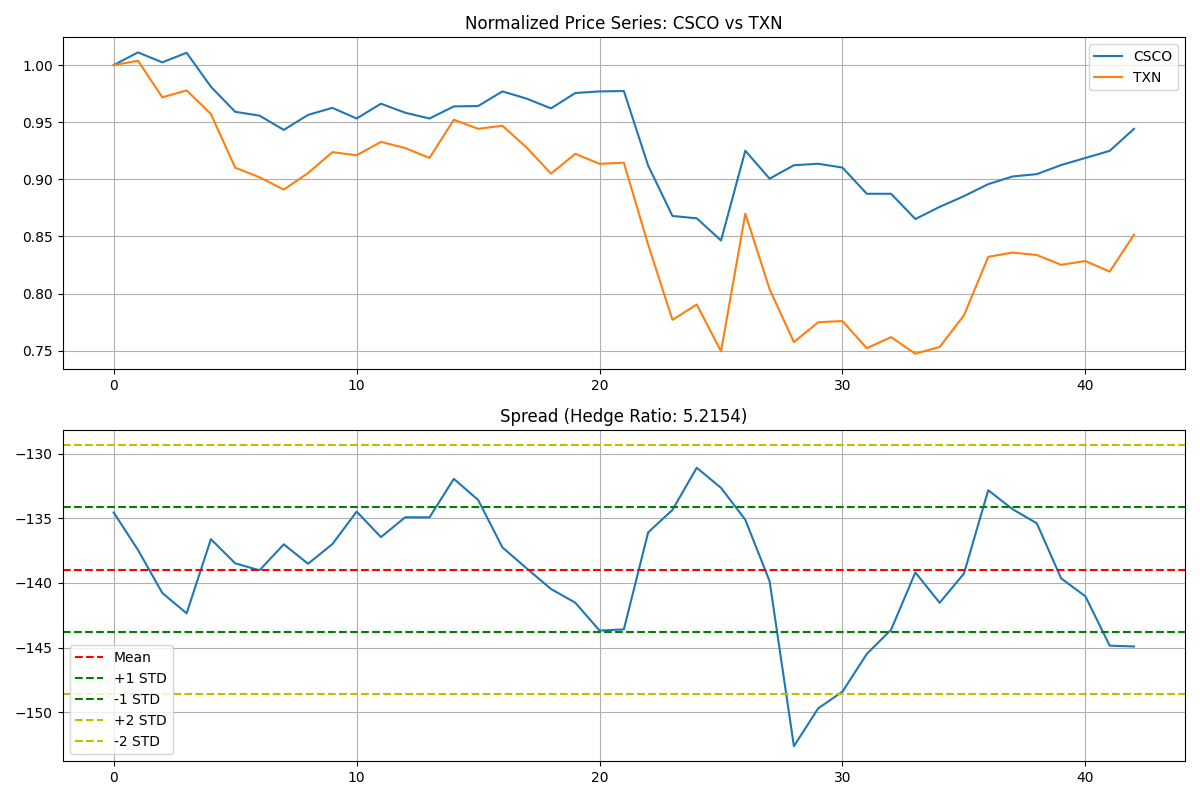 Normalized Price Series: CSCO vs TXN
1.00
0.95
0.90
0.85
0.80
0.75
CSCO
TXN
0
10
20
30
40
Spread (Hedge Ratio: 5.2154)
−130
−135
−140
−145
−150
Mean
+1 STD
-1 STD
+2 STD
-2 STD
0
10
20
30
40